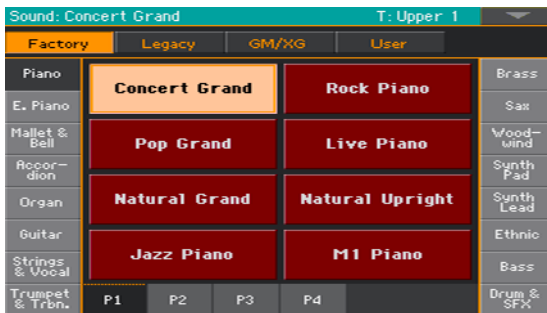 Sound: Concert Grand T: Upper 1
Factory Legacy GM/XG User
Piano
E. Piano
Mallet &
Bell
Accor-
dion
Organ
Guitar
Strings
& Vocal
Trumpet
& Trbn.
Concert Grand Rock Piano
Pop Grand Live Piano
Natural Grand Natural Upright
Jazz Piano M1 Piano
P1 P2 P3 P4
Brass
Sax
Wood-
wind
Synth
Pad
Synth
Lead
Ethnic
Bass
Drum &
SFX